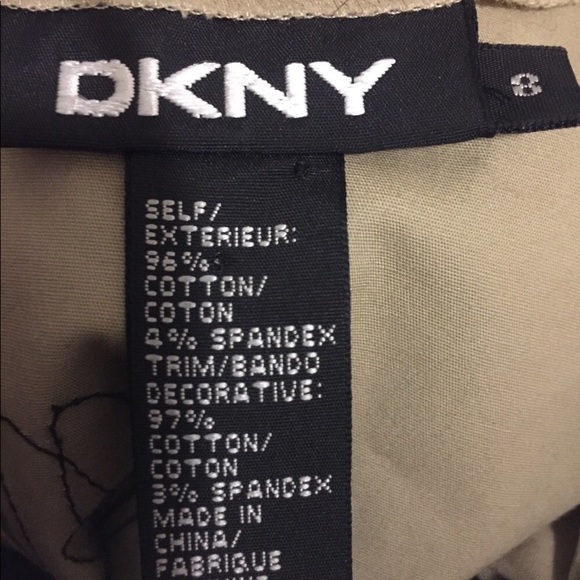 DKNY
8
SELF/
EXTERIEUR:
96%
COTTON/
COTON
4% SPANDEX
TRIM/BANDO
DECORATIVE:
97%
COTTON/
COTON
3% SPANDEX
MADE IN
CHINA/
FABRIQUE